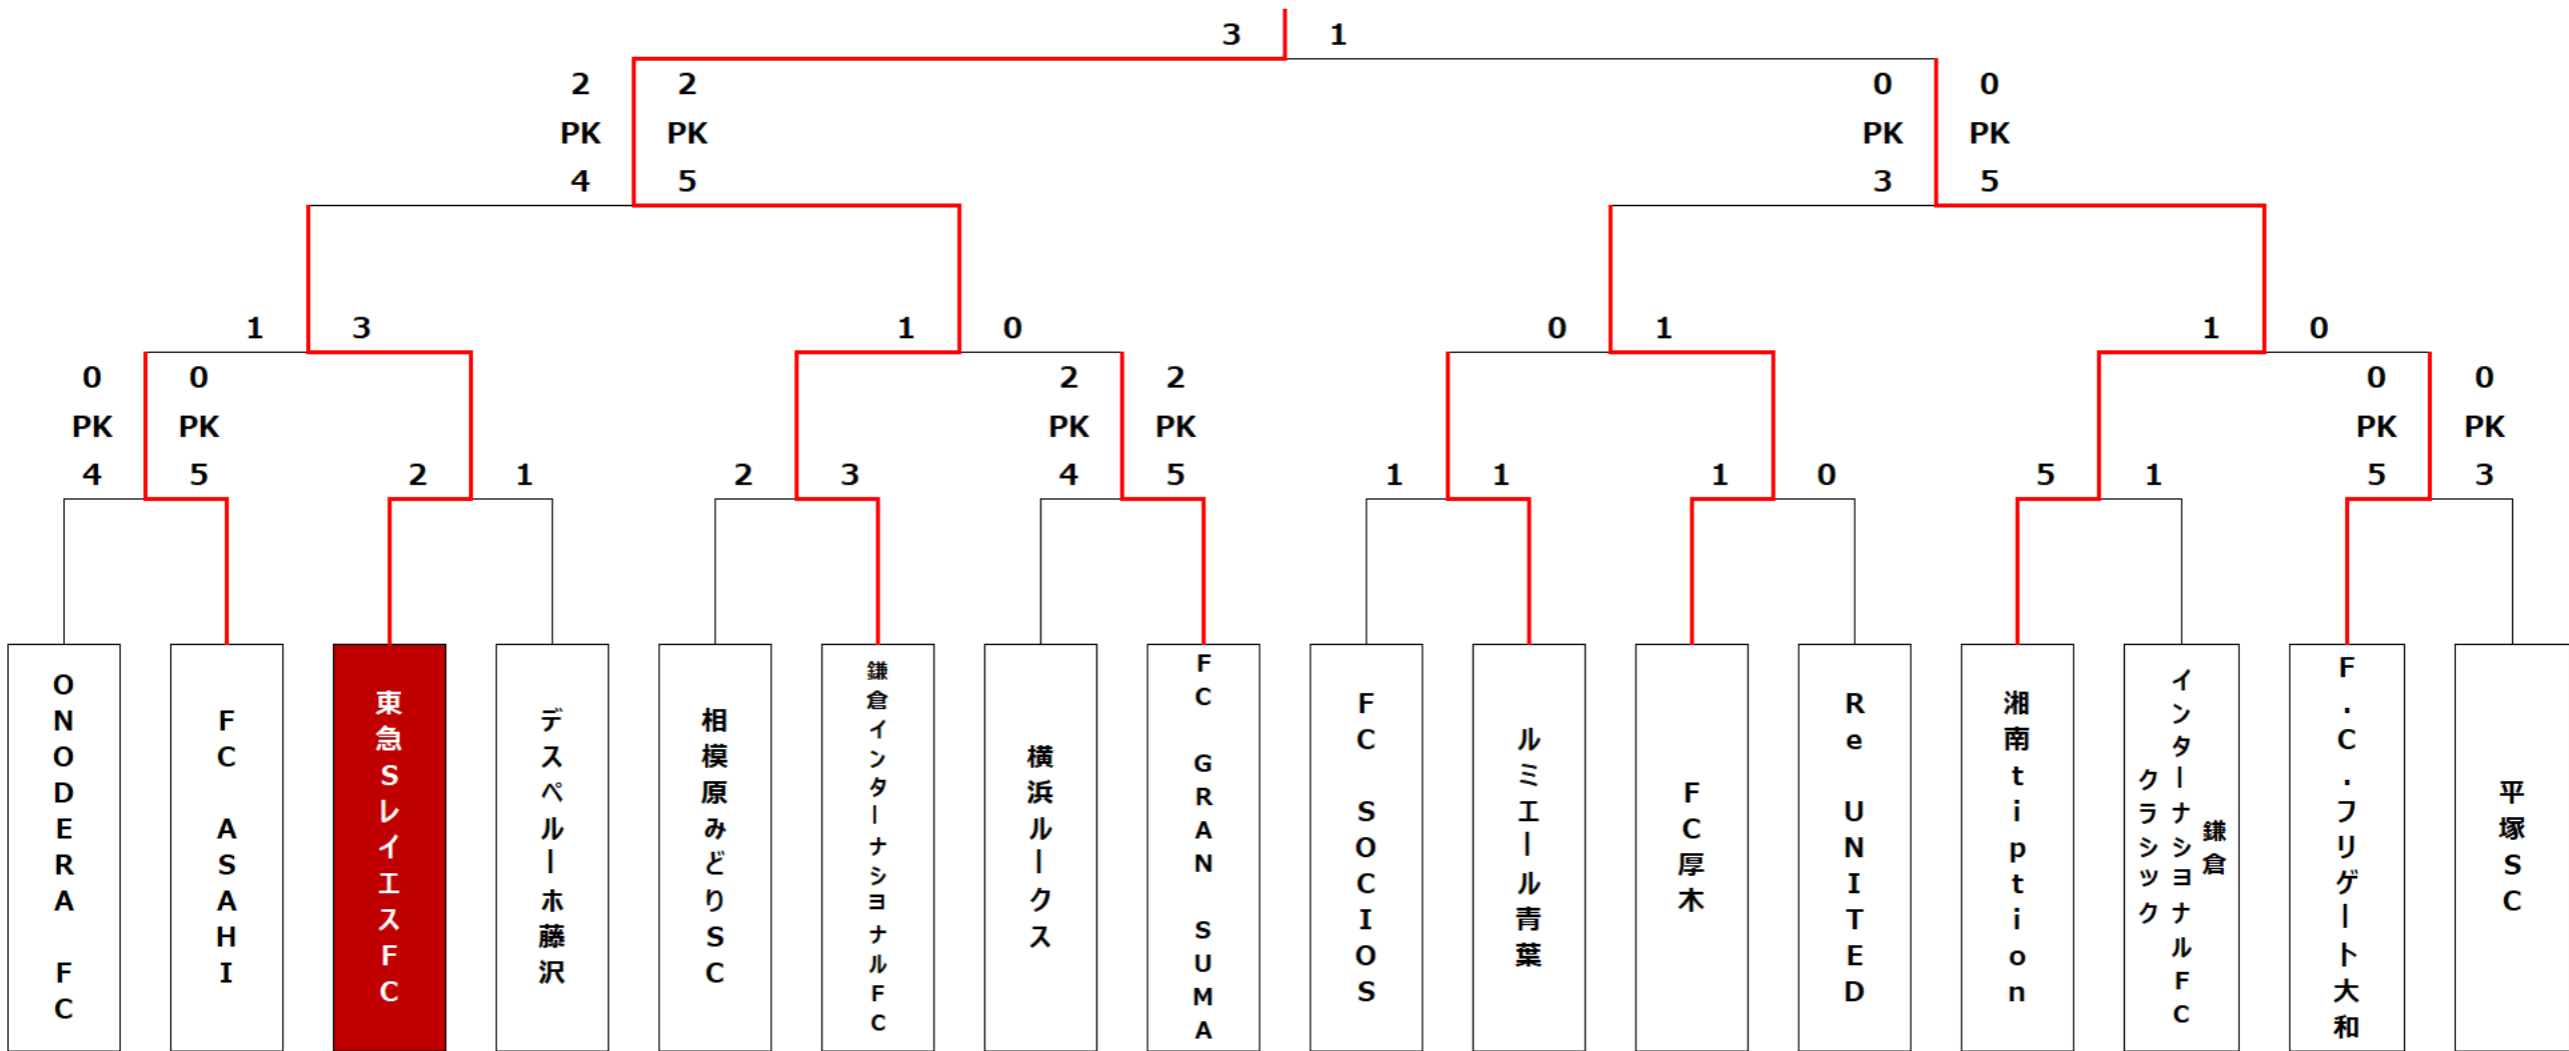 3 1
2 2 0 0
PK PK PK PK
4 5 3 5
1 3 1 0 0 1 1 0
0 0 2 2 0 0
PK PK PK PK PK PK
4 5 2 1 2 3 4 5 1 1 1 0 5 1 5 3
ONODERA FC
FC ASAHI
東急SレイエスFC
デスペルーホ藤沢
相模原みどりSC
鎌倉インターナショナルFC
横浜ルークス
FC GRAN SUMA
FC SOCIOS
ルミエール青葉
FC厚木
Re UNITED
湘南tiption
鎌倉
インターナショナルFC
クラシック
F.C.フリゲート大和
平塚SC